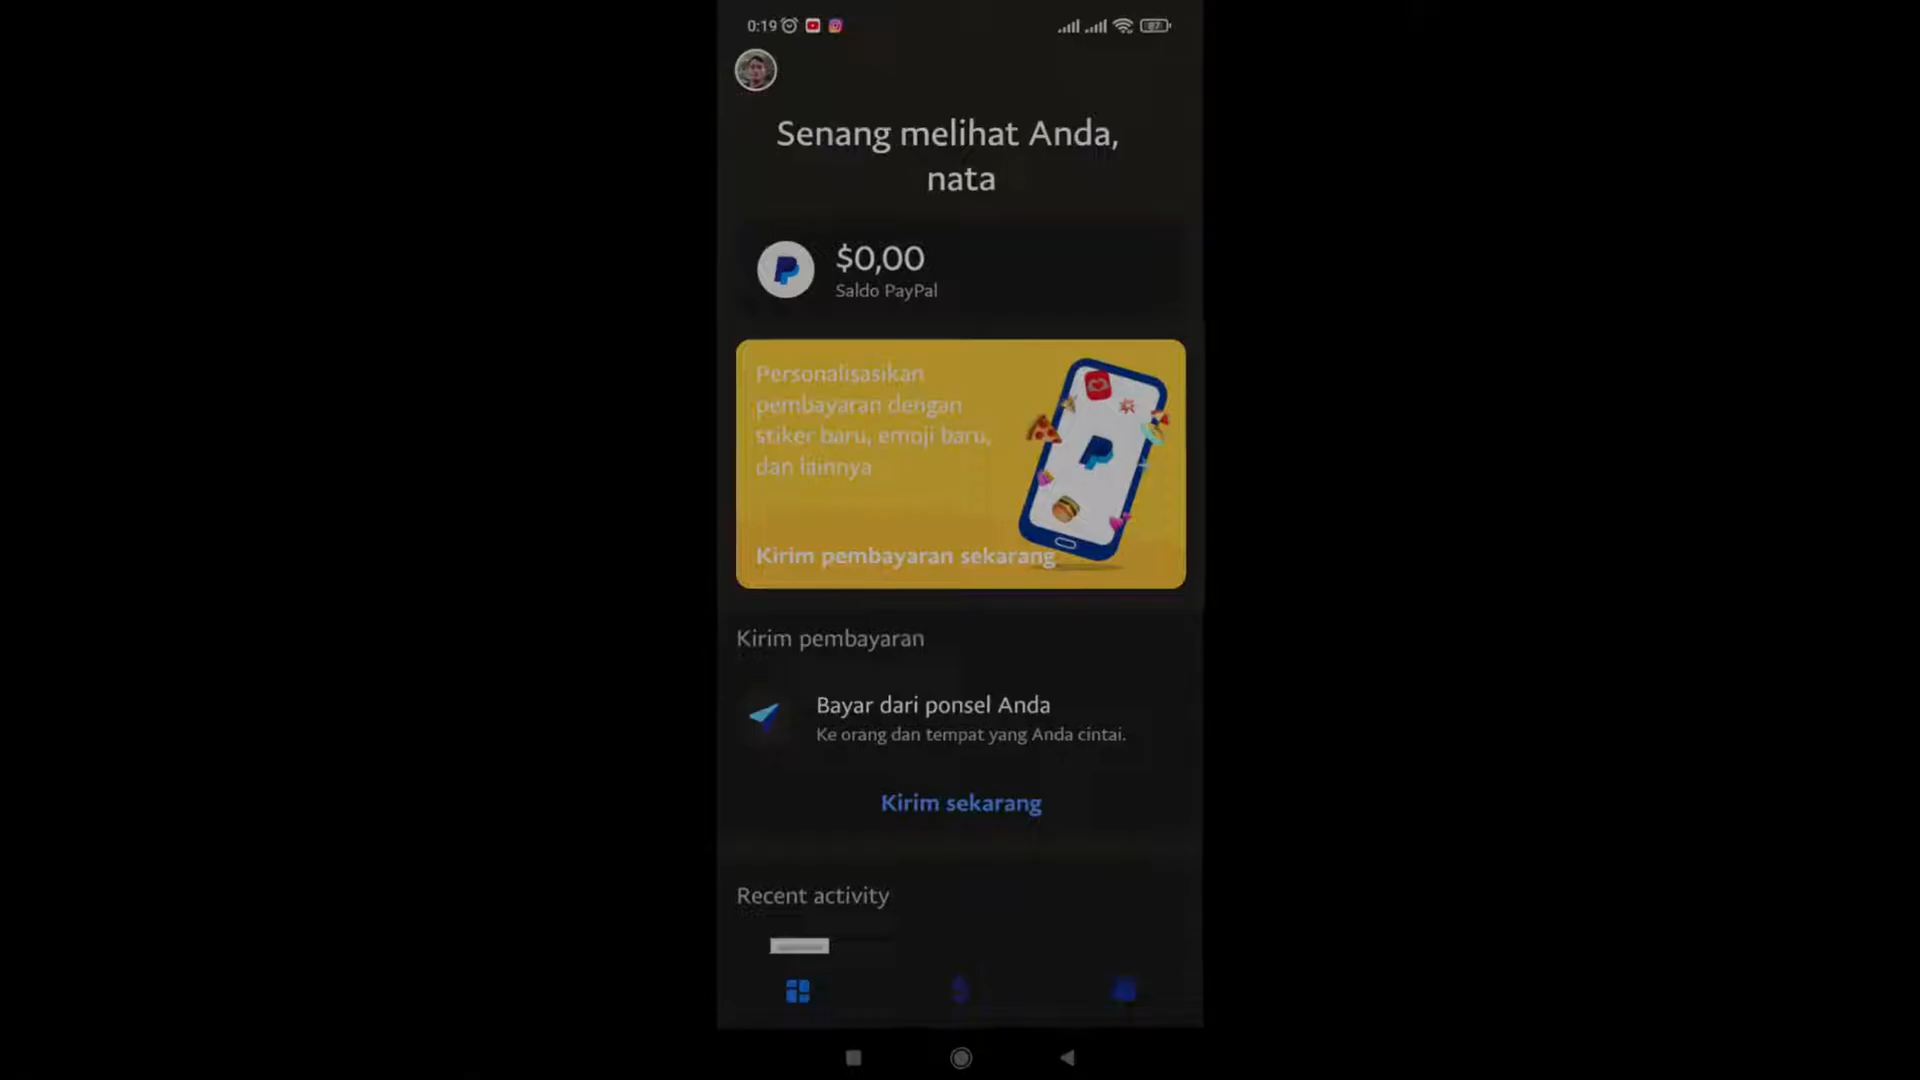 0:19
87
Senang melihat Anda,
nata
$0,00
Saldo PayPal
Personalisasikan
pembayaran dengan
stiker baru, emoji baru,
dan lainnya
Kirim pembayaran sekarang
Kirim pembayaran
Bayar dari ponsel Anda
Ke orang dan tempat yang Anda cintai.
Kirim sekarang
Recent activity